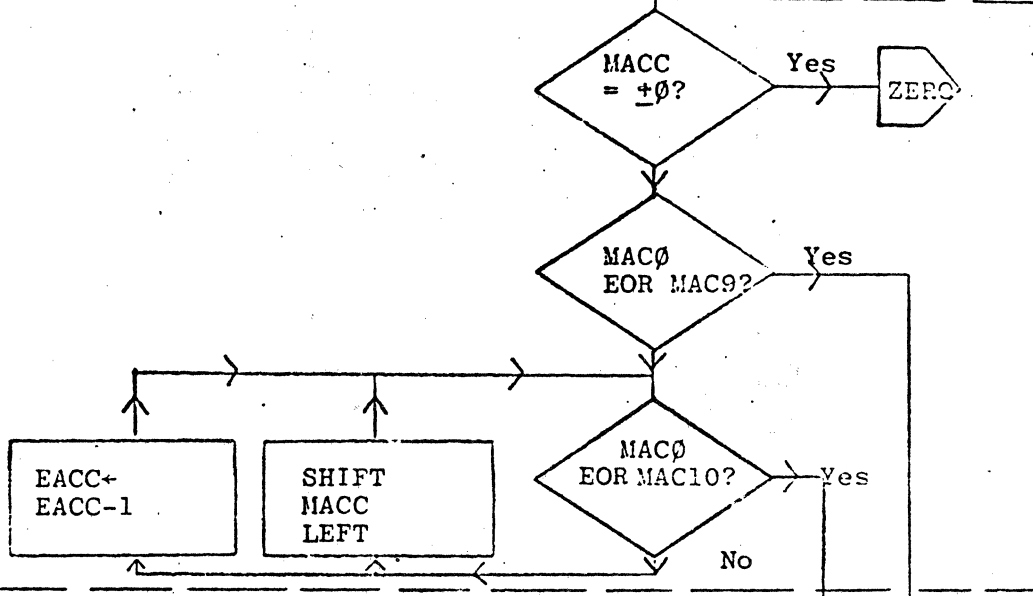 MACC
= ±Ø?
Yes
ZERO
MACØ
EOR MAC9?
Yes
MACØ
EOR MAC10?
Yes
EACC←
EACC-1
SHIFT
MACC
LEFT
No